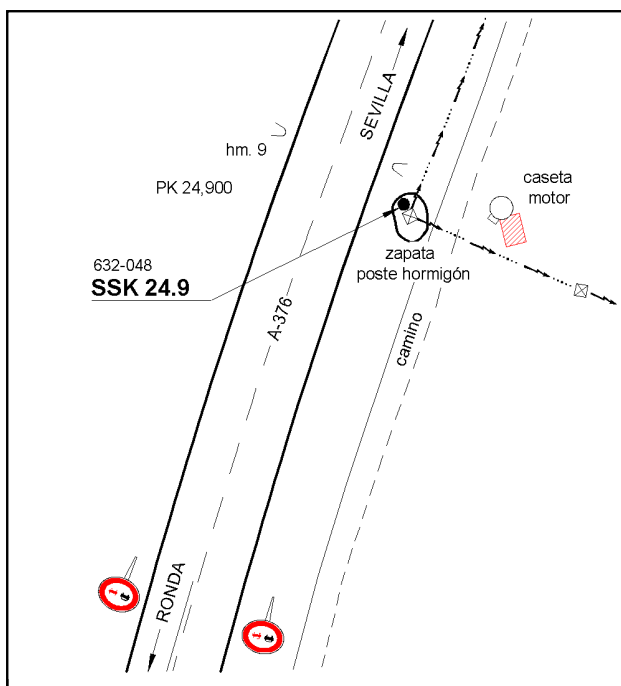 SEVILLA
hm. 9
PK 24,900
caseta
motor
zapata
poste hormigón
632-048
SSK 24.9
A-376
camino
RONDA